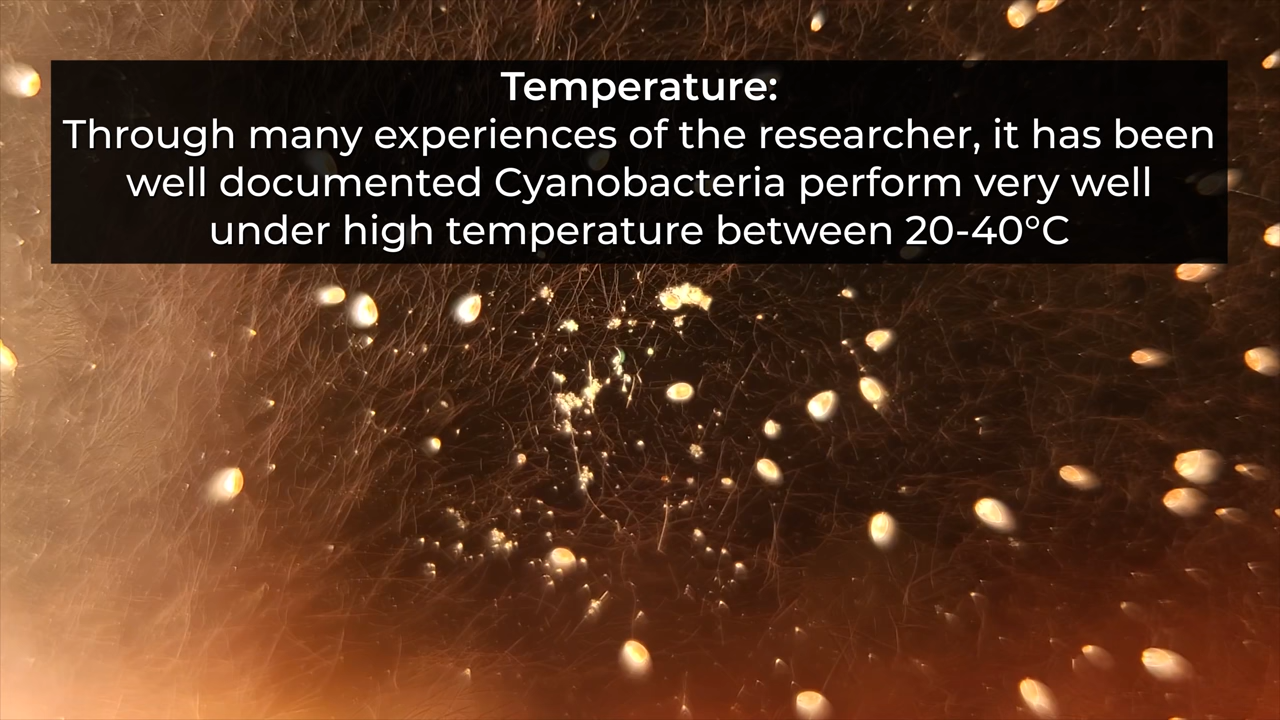 Temperature:
Through many experiences of the researcher, it has been
well documented Cyanobacteria perform very well
under high temperature between 20-40°C